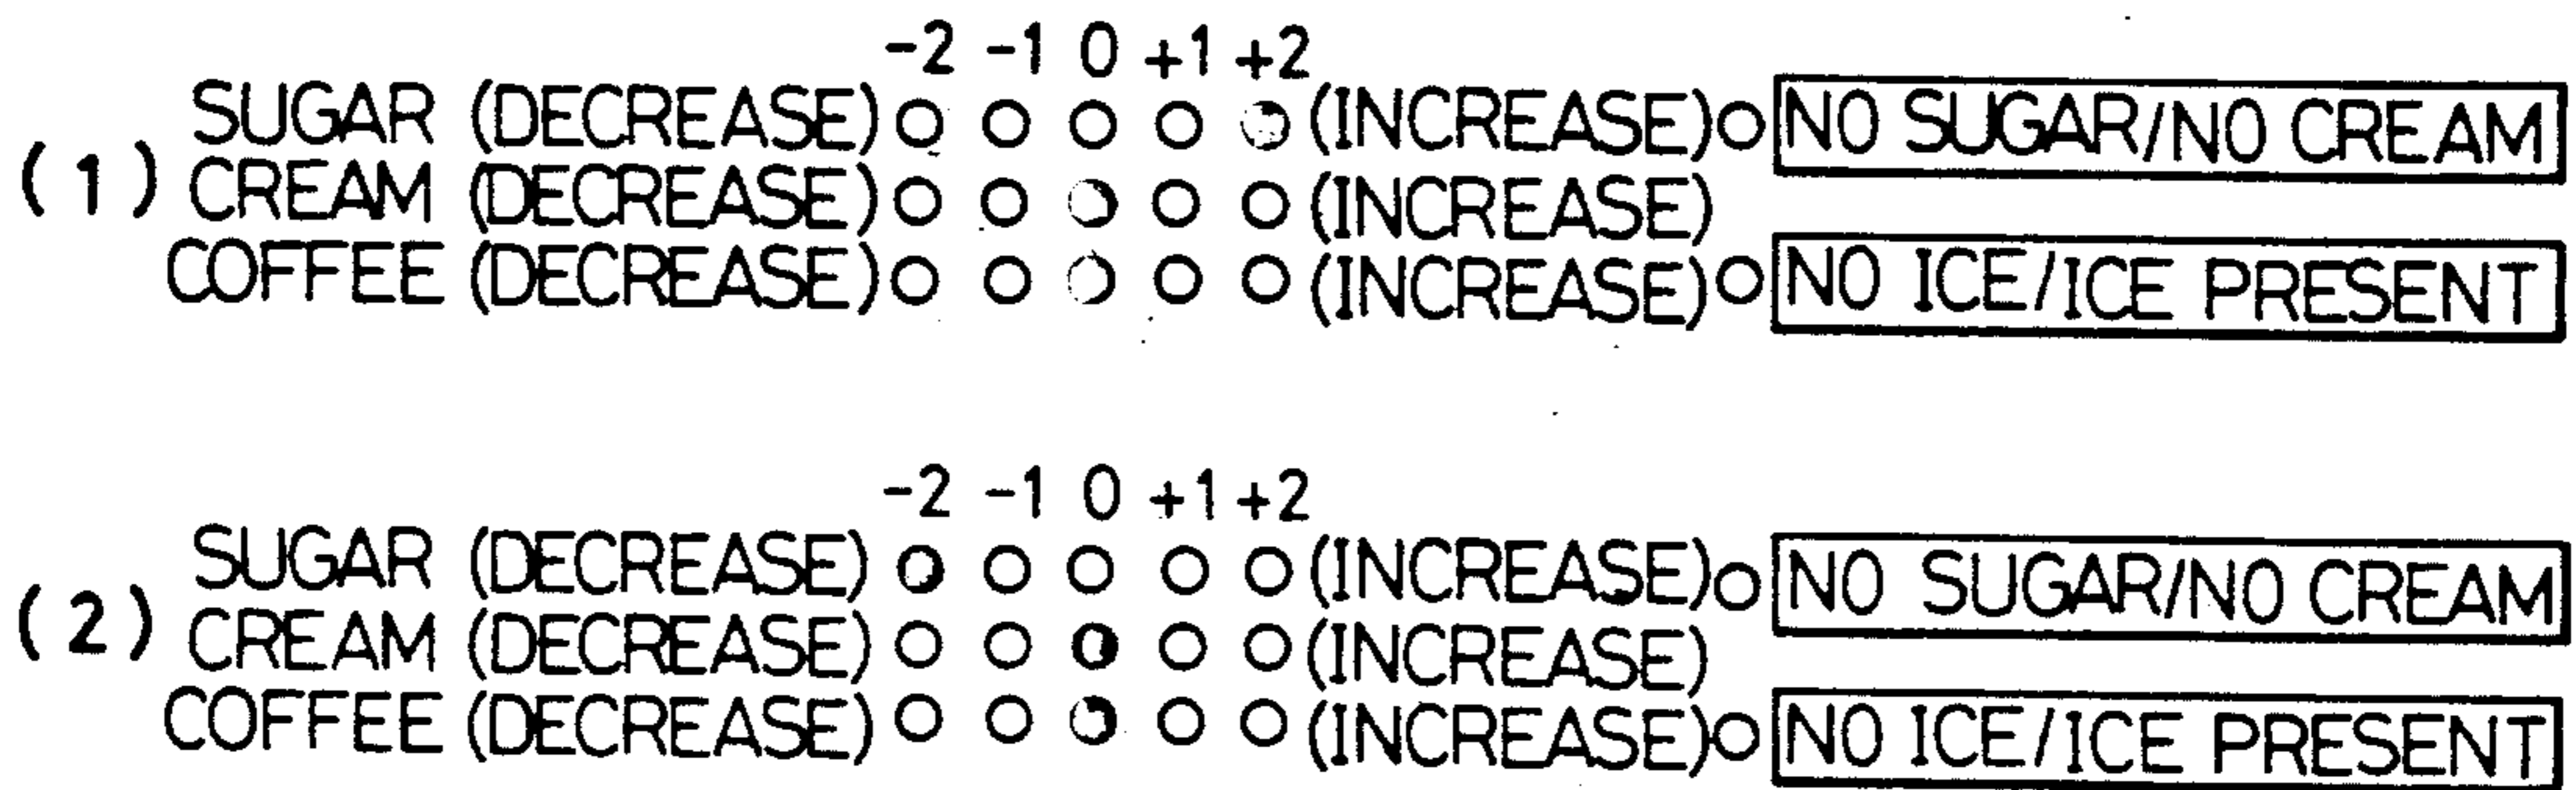 -2 -1 0 +1 +2
(1)
SUGAR (DECREASE) (INCREASE) NO SUGAR/NO CREAM
CREAM (DECREASE) (INCREASE)
COFFEE (DECREASE) (INCREASE) NO ICE/ICE PRESENT
-2 -1 0 +1 +2
(2)
SUGAR (DECREASE) (INCREASE) NO SUGAR/NO CREAM
CREAM (DECREASE) (INCREASE)
COFFEE (DECREASE) (INCREASE) NO ICE/ICE PRESENT